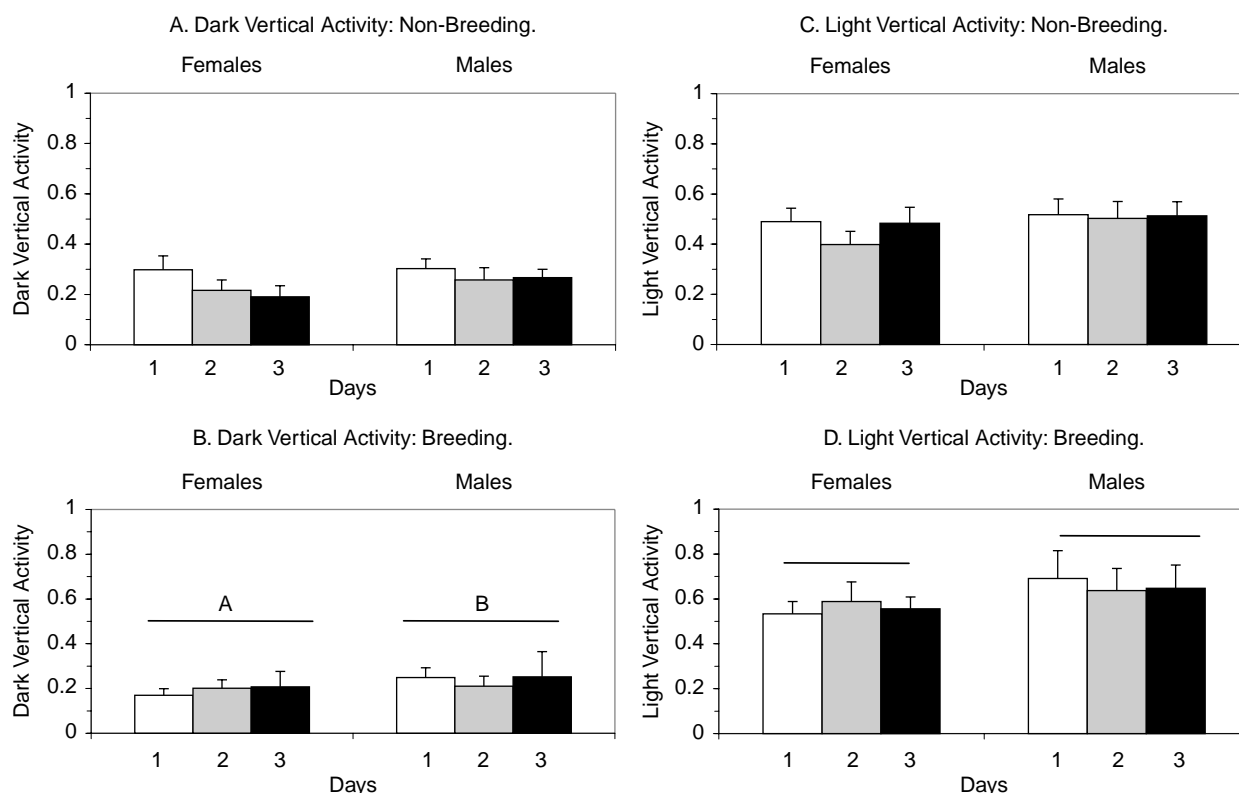 A. Dark Vertical Activity: Non-Breeding.
Females Males
Dark Vertical Activity
1
0.8
0.6
0.4
0.2
0
1 2 3 1 2 3
Days
C. Light Vertical Activity: Non-Breeding.
Females Males
Light Vertical Activity
1
0.8
0.6
0.4
0.2
0
1 2 3 1 2 3
Days
B. Dark Vertical Activity: Breeding.
Females Males
Dark Vertical Activity
1
0.8
0.6
0.4
0.2
0
A B
1 2 3 1 2 3
Days
D. Light Vertical Activity: Breeding.
Females Males
Light Vertical Activity
1
0.8
0.6
0.4
0.2
0
1 2 3 1 2 3
Days